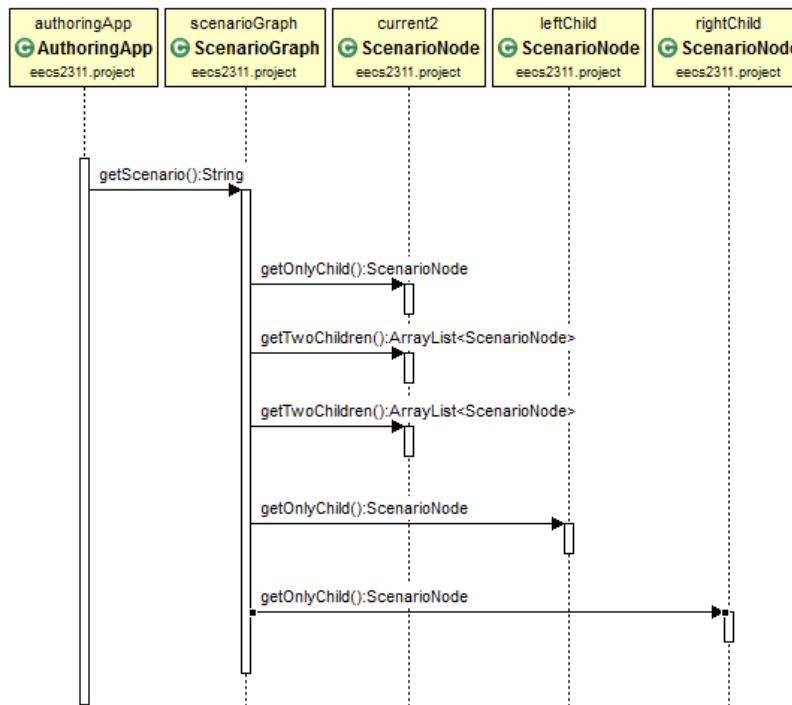 authoringApp
C AuthoringApp
eecs2311.project
scenarioGraph
C ScenarioGraph
eecs2311.project
current2
C ScenarioNode
eecs2311.project
leftChild
C ScenarioNode
eecs2311.project
rightChild
C ScenarioNode
eecs2311.project
getScenario():String
getOnlyChild():ScenarioNode
getTwoChildren():ArrayList<ScenarioNode>
getTwoChildren():ArrayList<ScenarioNode>
getOnlyChild():ScenarioNode
getOnlyChild():ScenarioNode